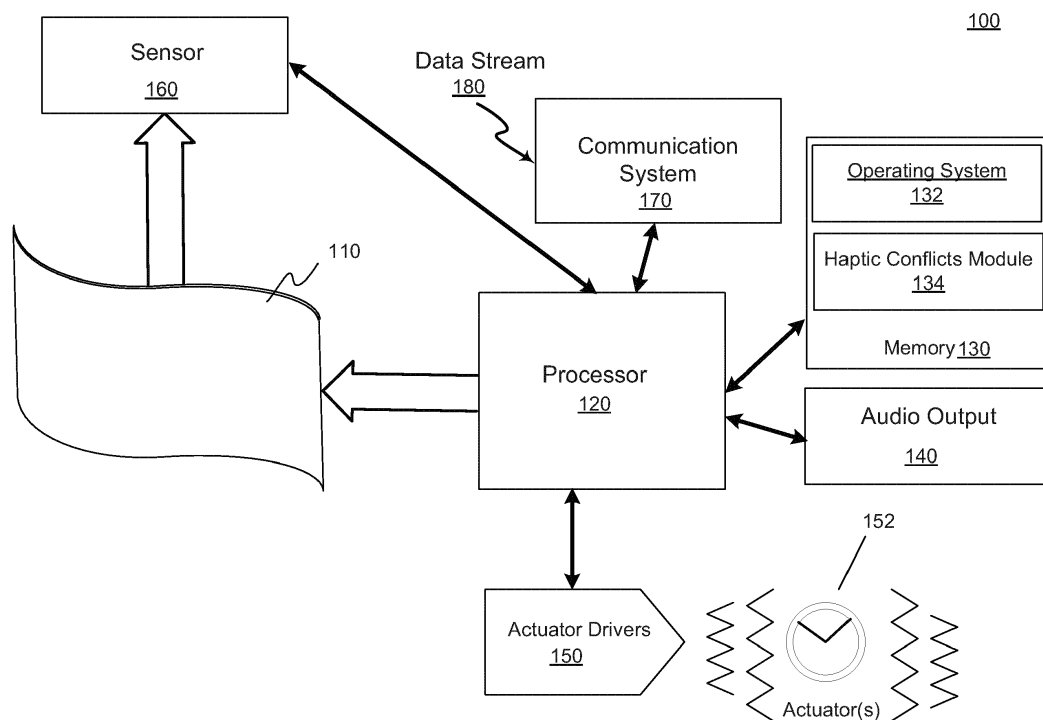 100
Sensor
160
Data Stream
180
Communication
System
170
Operating System
132
Haptic Conflicts Module
134
Memory 130
110
Processor
120
Audio Output
140
152
Actuator Drivers
150
Actuator(s)